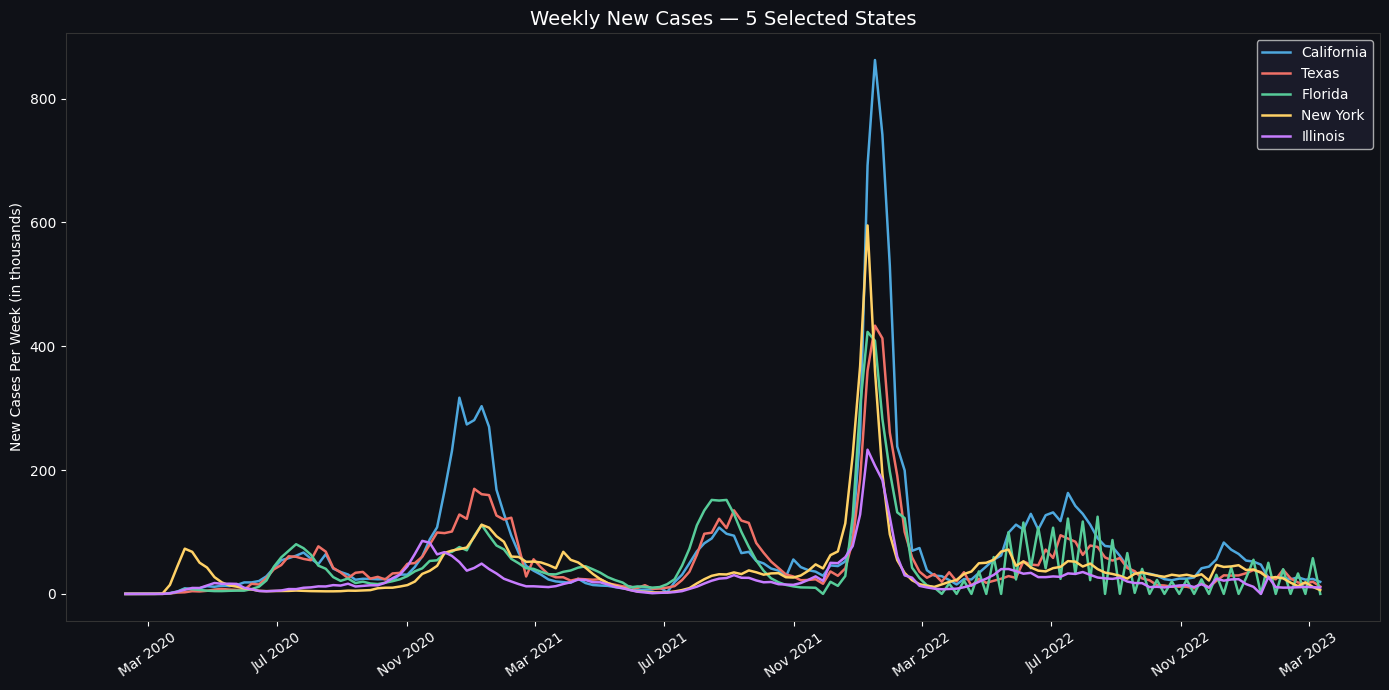 Weekly New Cases — 5 Selected States
California
Texas
Florida
New York
Illinois
New Cases Per Week (in thousands)
800
600
400
200
0
Mar 2020
Jul 2020
Nov 2020
Mar 2021
Jul 2021
Nov 2021
Mar 2022
Jul 2022
Nov 2022
Mar 2023